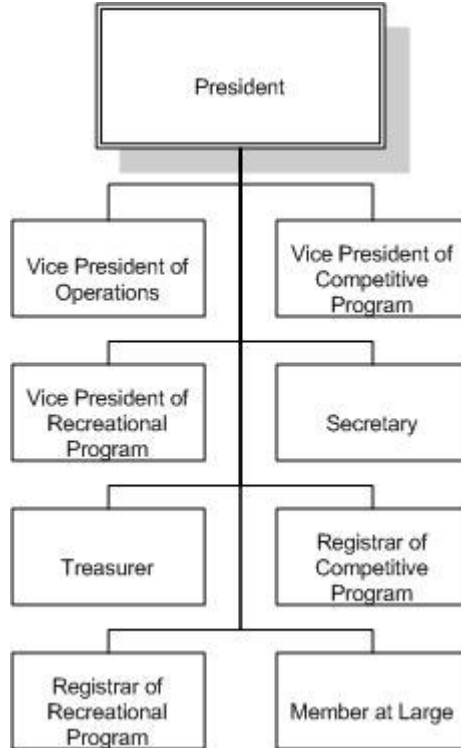 President
Vice President of
Operations
Vice President of
Competitive
Program
Vice President of
Recreational
Program
Secretary
Treasurer
Registrar of
Competitive
Program
Registrar of
Recreational
Program
Member at Large